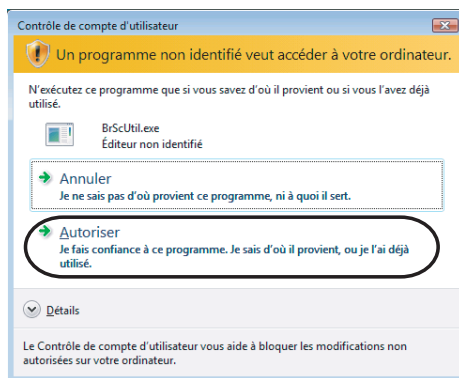 Contrôle de compte d'utilisateur
Un programme non identifié veut accéder à votre ordinateur.
N'exécutez ce programme que si vous savez d'où il provient ou si vous l'avez déjà
utilisé.
BrScUtil.exe
Éditeur non identifié
Annuler
Je ne sais pas d'où provient ce programme, ni à quoi il sert.
Autoriser
Je fais confiance à ce programme. Je sais d'où il provient, ou je l'ai déjà
utilisé.
Détails
Le Contrôle de compte d'utilisateur vous aide à bloquer les modifications non
autorisées sur votre ordinateur.